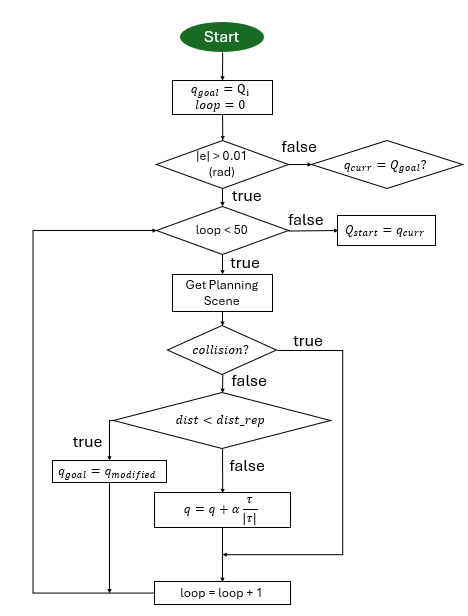 Start
q_goal = Q_i
loop = 0
|e| > 0.01
(rad)
false
q_curr = Q_goal?
true
loop < 50
false
Q_start = q_curr
true
Get Planning
Scene
collision?
true
false
dist < dist_rep
true
false
q_goal = q_modified
q = q + α τ/|τ|
loop = loop + 1